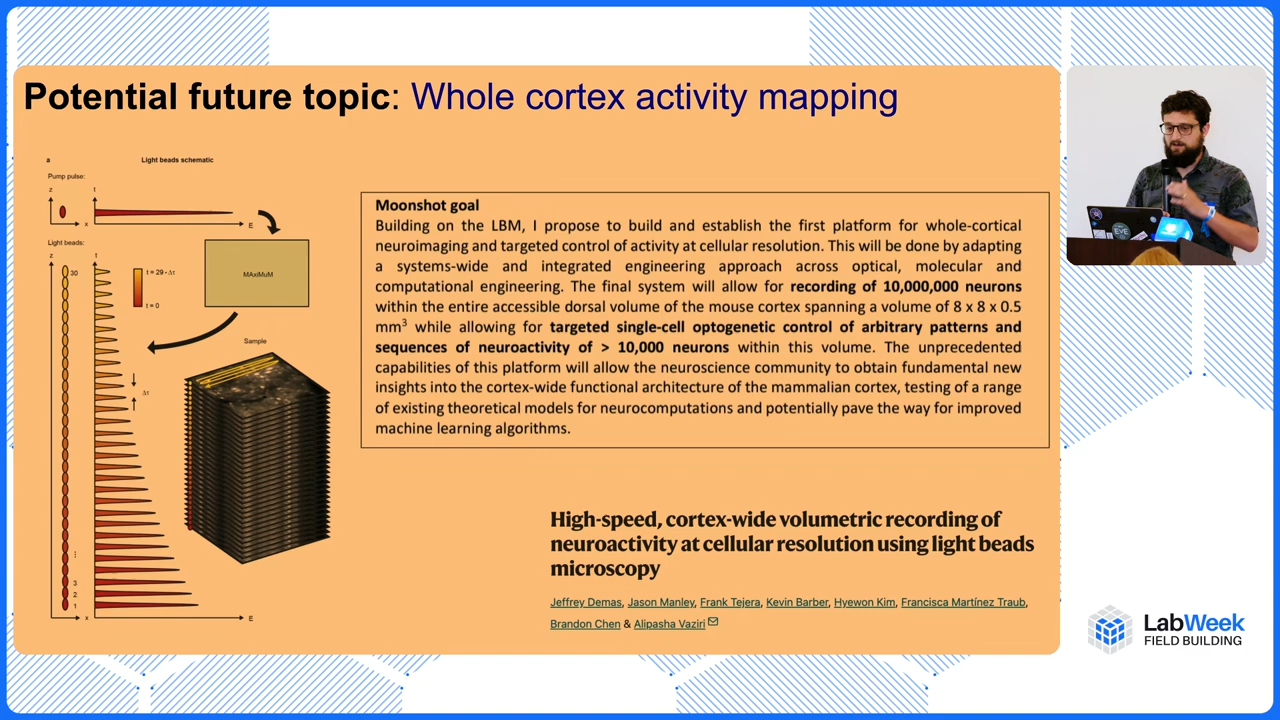 Potential future topic: Whole cortex activity mapping
a
Light beads schematic
Pump pulse:
z
t
x
E
Light beads:
z
t
30
t = 29·Δt
t = 0
MAxiMuM
Sample
Δt
⋮
3
2
1
x
E
Moonshot goal
Building on the LBM, I propose to build and establish the first platform for whole-cortical
neuroimaging and targeted control of activity at cellular resolution. This will be done by adapting
a systems-wide and integrated engineering approach across optical, molecular and
computational engineering. The final system will allow for recording of 10,000,000 neurons
within the entire accessible dorsal volume of the mouse cortex spanning a volume of 8 x 8 x 0.5
mm³ while allowing for targeted single-cell optogenetic control of arbitrary patterns and
sequences of neuroactivity of > 10,000 neurons within this volume. The unprecedented
capabilities of this platform will allow the neuroscience community to obtain fundamental new
insights into the cortex-wide functional architecture of the mammalian cortex, testing of a range
of existing theoretical models for neurocomputations and potentially pave the way for improved
machine learning algorithms.
High-speed, cortex-wide volumetric recording of
neuroactivity at cellular resolution using light beads
microscopy
Jeffrey Demas, Jason Manley, Frank Tejera, Kevin Barber, Hyewon Kim, Francisca Martínez Traub,
Brandon Chen & Alipasha Vaziri
EVE
LabWeek
FIELD BUILDING